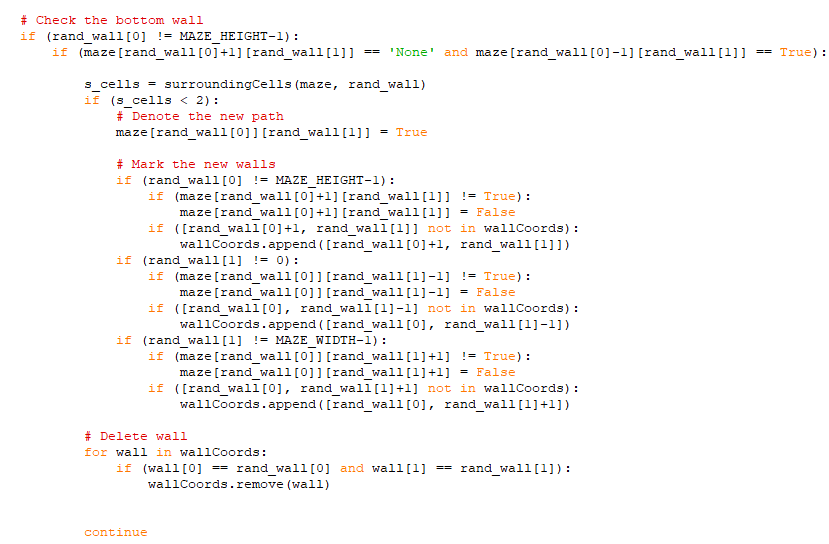 # Check the bottom wall
if (rand_wall[0] != MAZE_HEIGHT-1):
    if (maze[rand_wall[0]+1][rand_wall[1]] == 'None' and maze[rand_wall[0]-1][rand_wall[1]] == True):

        s_cells = surroundingCells(maze, rand_wall)
        if (s_cells < 2):
            # Denote the new path
            maze[rand_wall[0]][rand_wall[1]] = True

            # Mark the new walls
            if (rand_wall[0] != MAZE_HEIGHT-1):
                if (maze[rand_wall[0]+1][rand_wall[1]] != True):
                    maze[rand_wall[0]+1][rand_wall[1]] = False
                if ([rand_wall[0]+1, rand_wall[1]] not in wallCoords):
                    wallCoords.append([rand_wall[0]+1, rand_wall[1]])
            if (rand_wall[1] != 0):
                if (maze[rand_wall[0]][rand_wall[1]-1] != True):
                    maze[rand_wall[0]][rand_wall[1]-1] = False
                if ([rand_wall[0], rand_wall[1]-1] not in wallCoords):
                    wallCoords.append([rand_wall[0], rand_wall[1]-1])
            if (rand_wall[1] != MAZE_WIDTH-1):
                if (maze[rand_wall[0]][rand_wall[1]+1] != True):
                    maze[rand_wall[0]][rand_wall[1]+1] = False
                if ([rand_wall[0], rand_wall[1]+1] not in wallCoords):
                    wallCoords.append([rand_wall[0], rand_wall[1]+1])

        # Delete wall
        for wall in wallCoords:
            if (wall[0] == rand_wall[0] and wall[1] == rand_wall[1]):
                wallCoords.remove(wall)


        continue